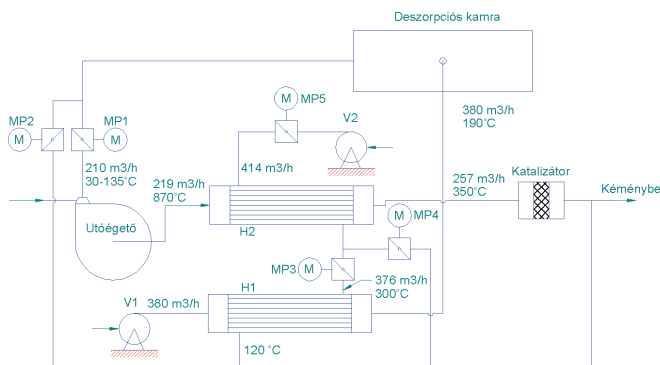 Deszorpciós kamra
MP5
M
V2
380 m3/h
190°C
MP2
MP1
M
M
210 m3/h
30-135°C
414 m3/h
219 m3/h
870°C
257 m3/h
350°C
Katalizátor
Kéménybe
Utóégető
M
MP4
H2
MP3
M
376 m3/h
300°C
V1
380 m3/h
H1
120 °C